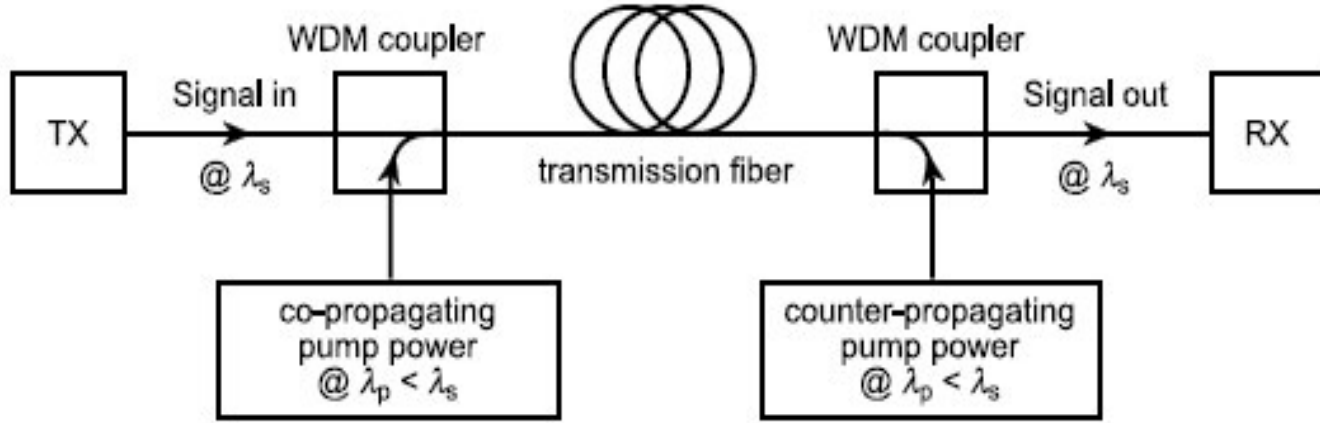 WDM coupler
WDM coupler
TX
Signal in
@ λs
transmission fiber
Signal out
@ λs
RX
co-propagating
pump power
@ λp < λs
counter-propagating
pump power
@ λp < λs